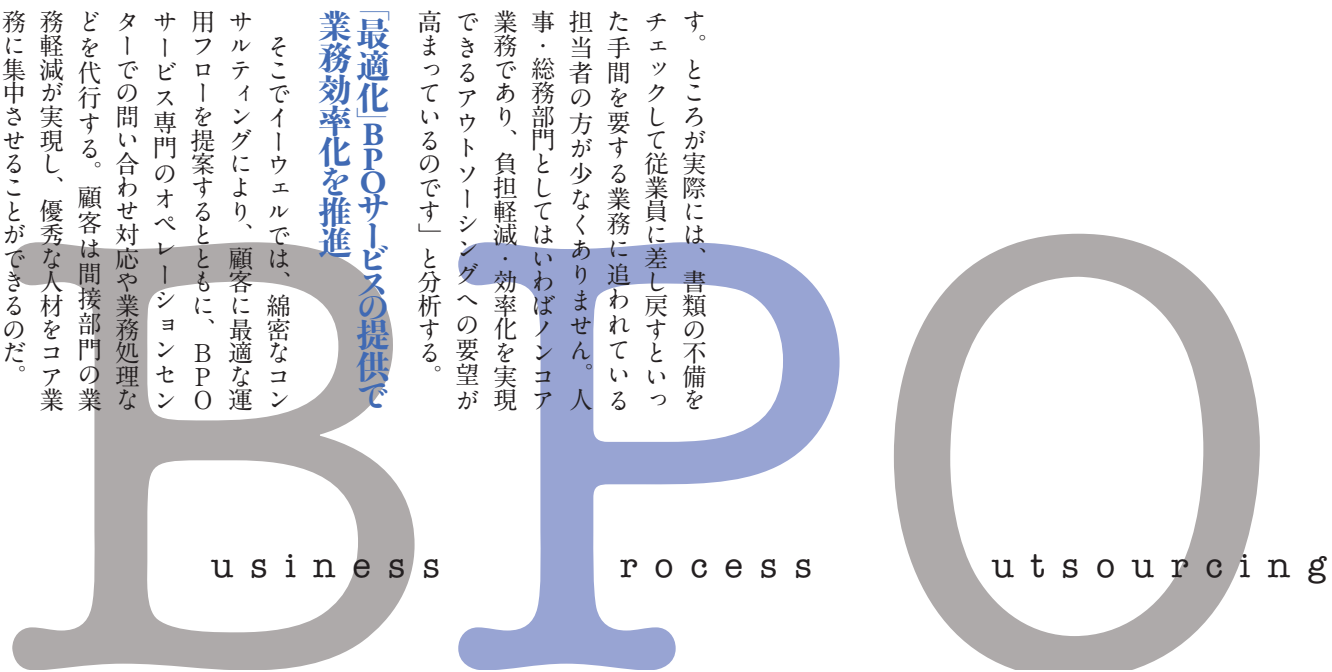 す。ところが実際には、書類の不備を
チェックして従業員に差し戻すといっ
た手間を要する業務に追われている
担当者の方が少なくありません。人
事・総務部門としてはいわばノンコア
業務であり、負担軽減・効率化を実現
できるアウトソーシングへの要望が
高まっているのです」と分析する。
「最適化」BPOサービスの提供で
業務効率化を推進
そこでイーウェルでは、綿密なコン
サルティングにより、顧客に最適な運
用フローを提案するとともに、BPO
サービス専門のオペレーションセン
ターでの問い合わせ対応や業務処理な
どを代行する。顧客は間接部門の業
務軽減が実現し、優秀な人材をコア業
務に集中させることができるのだ。
Business Process Outsourcing